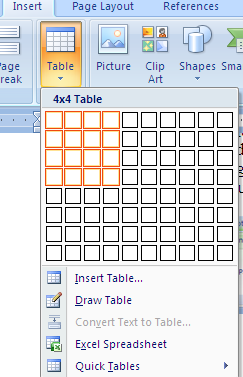 Insert Page Layout References
Page
Break
Table
Picture
Clip
Art
Shapes
Sma
4x4 Table
Insert Table...
Draw Table
Convert Text to Table...
Excel Spreadsheet
Quick Tables